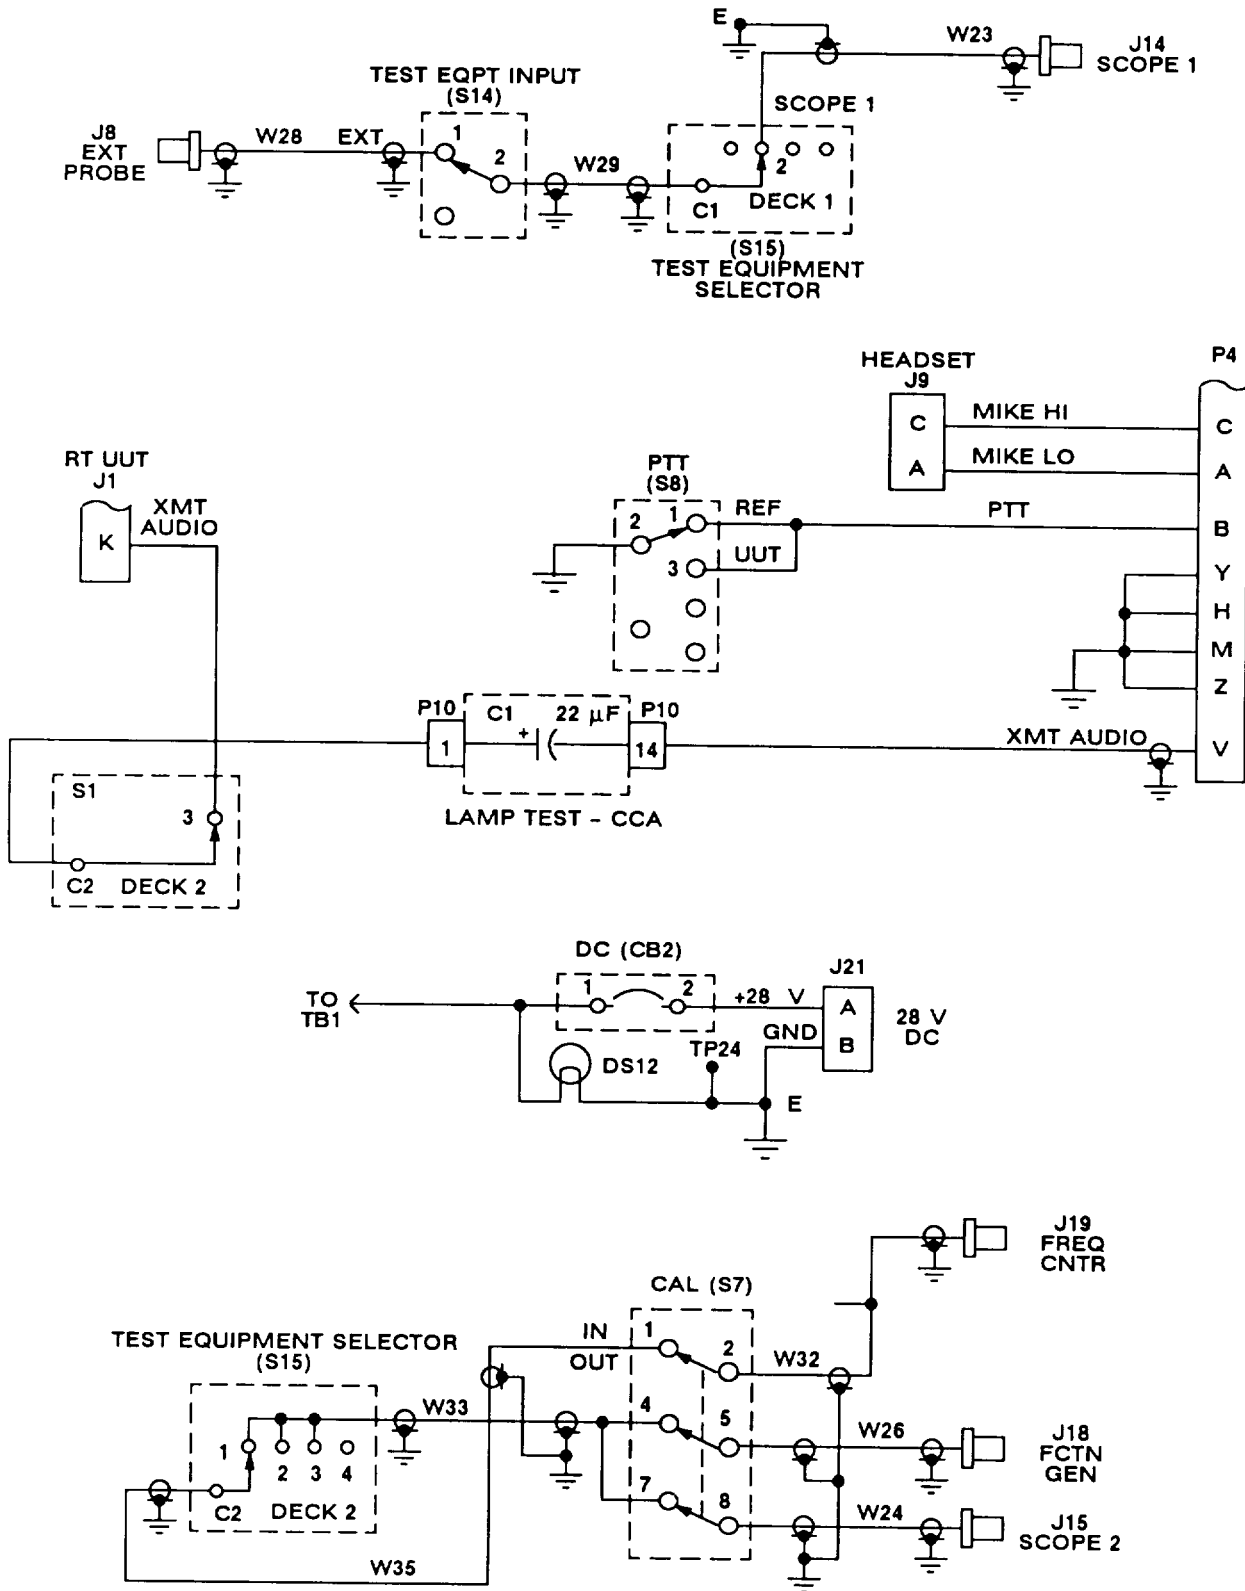 E
W23
J14
SCOPE 1
TEST EQPT INPUT
(S14)
SCOPE 1
J8
EXT
PROBE
W28
EXT
1
2
W29
2
C1
DECK 1
(S15)
TEST EQUIPMENT
SELECTOR
HEADSET
J9
P4
C
MIKE HI
C
A
MIKE LO
A
RT UUT
J1
XMT
AUDIO
K
PTT
(S8)
2
1
REF
PTT
B
UUT
3
Y
H
M
Z
P10
C1
22 µF
P10
1
+
14
XMT AUDIO
V
LAMP TEST - CCA
S1
3
C2
DECK 2
DC (CB2)
J21
TO
TB1
1
2
+28 V
A
28 V
DC
GND
B
TP24
DS12
E
J19
FREQ
CNTR
CAL (S7)
TEST EQUIPMENT SELECTOR
(S15)
IN
OUT
1
2
W32
W33
4
5
W26
J18
FCTN
GEN
1
2
3
4
C2
DECK 2
7
8
W24
J15
SCOPE 2
W35